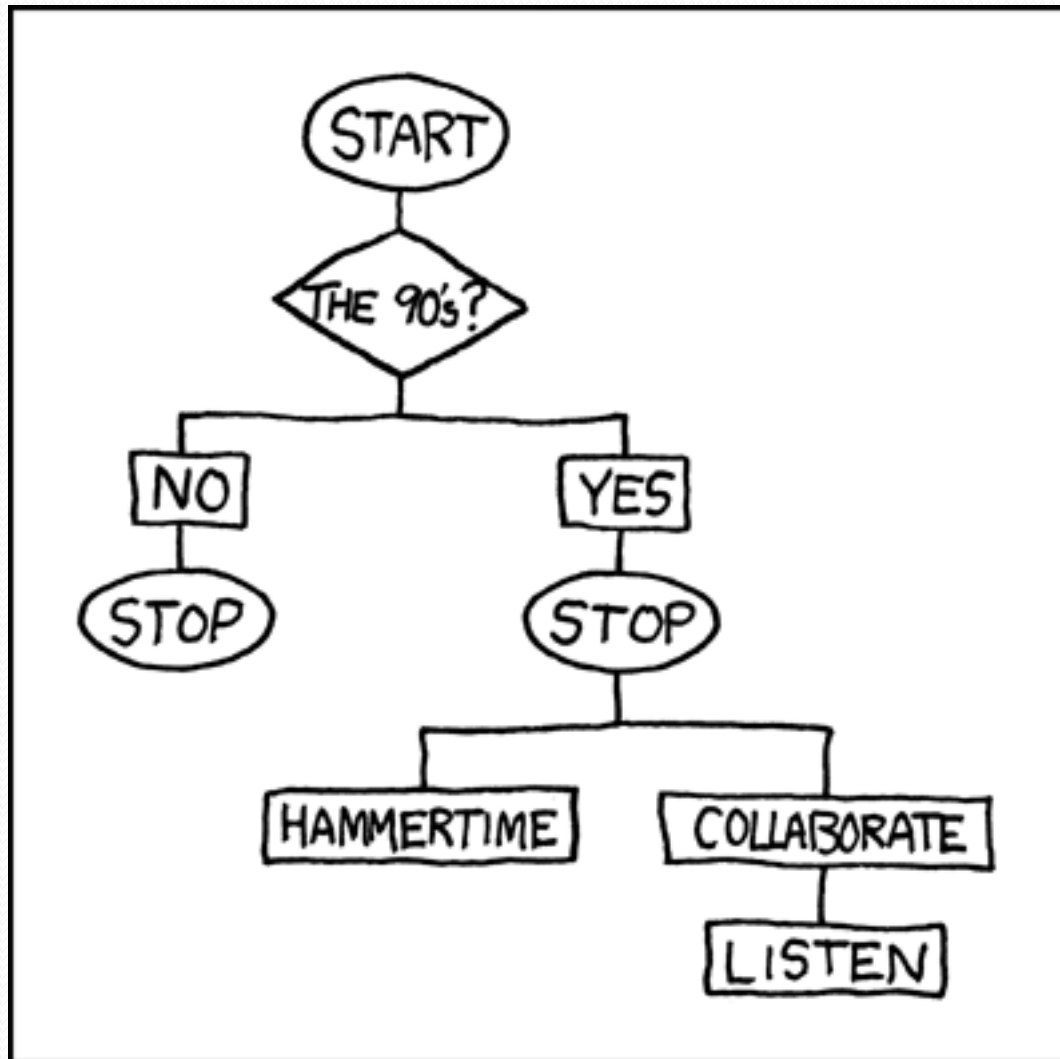 START
THE 90's?
NO
YES
STOP
STOP
HAMMERTIME
COLLABORATE
LISTEN